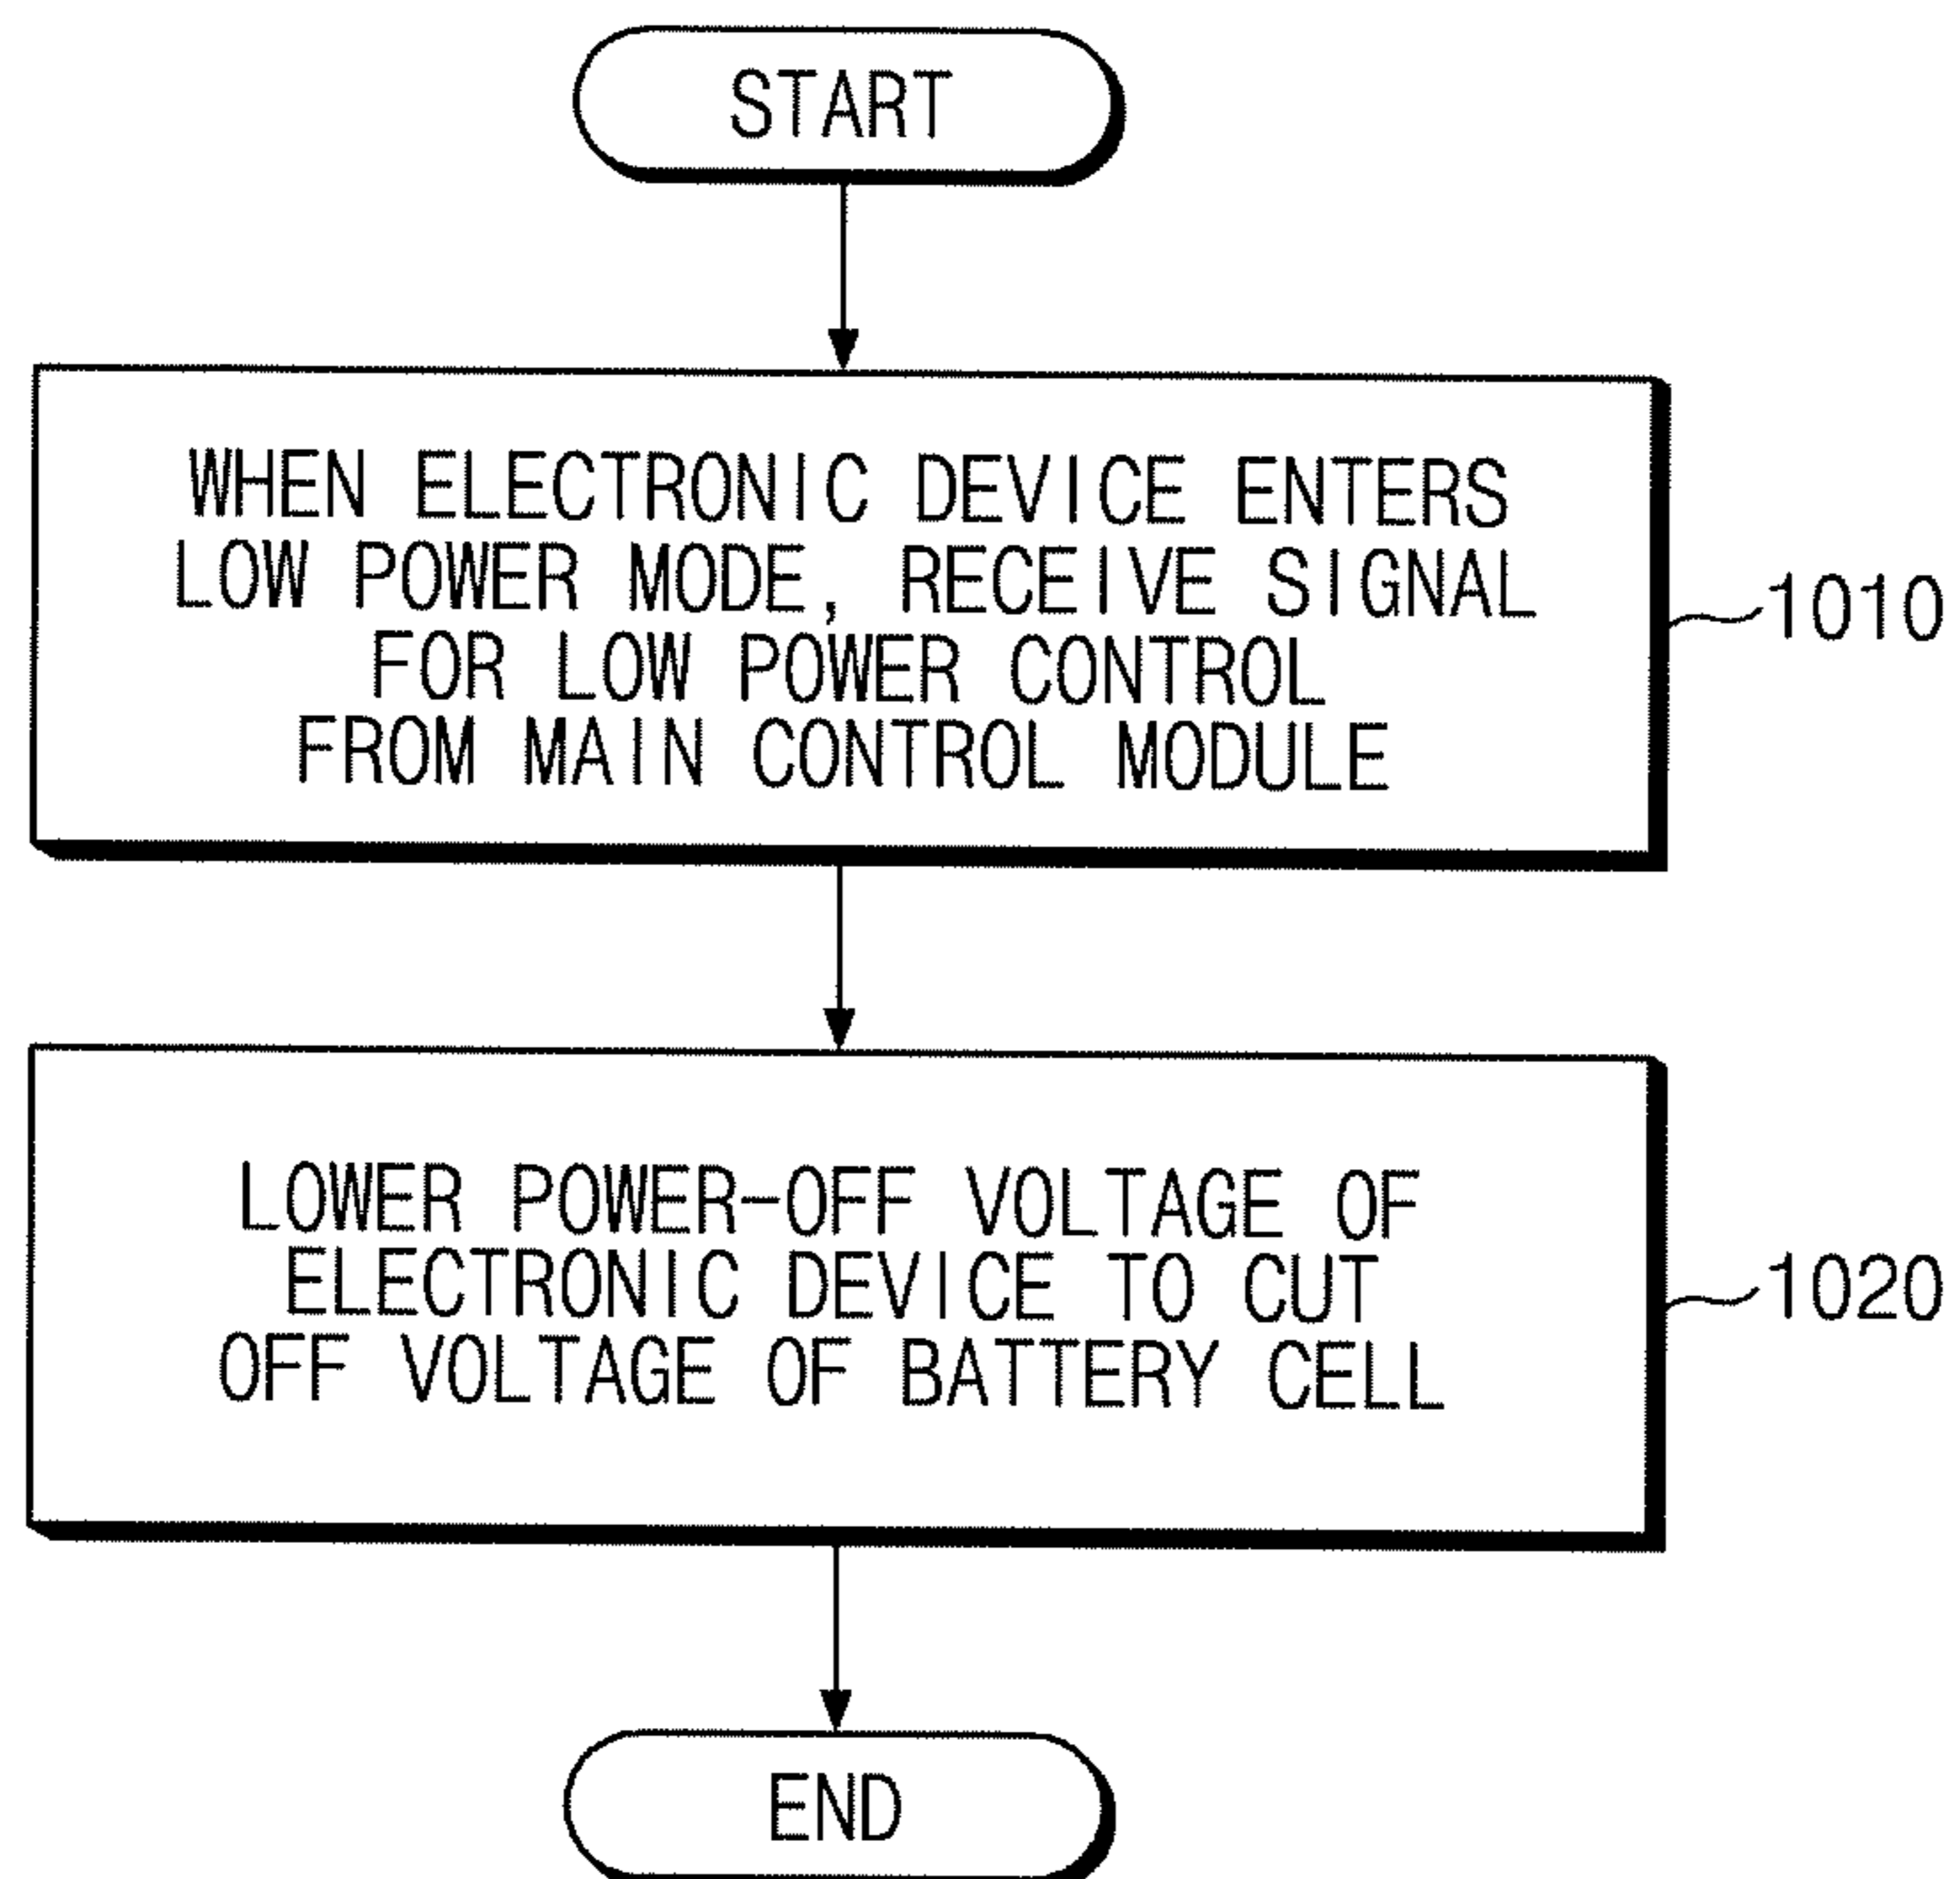 START
WHEN ELECTRONIC DEVICE ENTERS
LOW POWER MODE, RECEIVE SIGNAL
FOR LOW POWER CONTROL
FROM MAIN CONTROL MODULE
1010
LOWER POWER-OFF VOLTAGE OF
ELECTRONIC DEVICE TO CUT
OFF VOLTAGE OF BATTERY CELL
1020
END